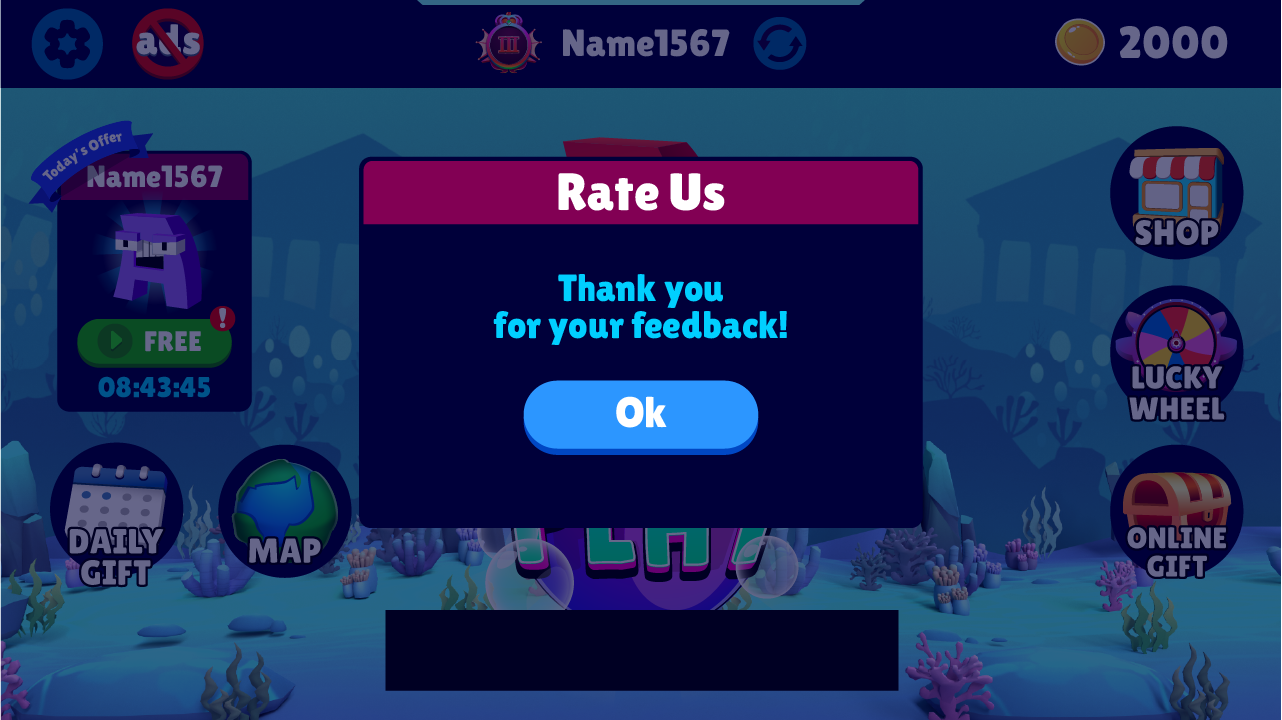 ads
III
Name1567
2000
Today's Offer
Name1567
FREE
!
08:43:45
DAILY
GIFT
MAP
Rate Us
Thank you
for your feedback!
Ok
PLAY
SHOP
LUCKY
WHEEL
ONLINE
GIFT